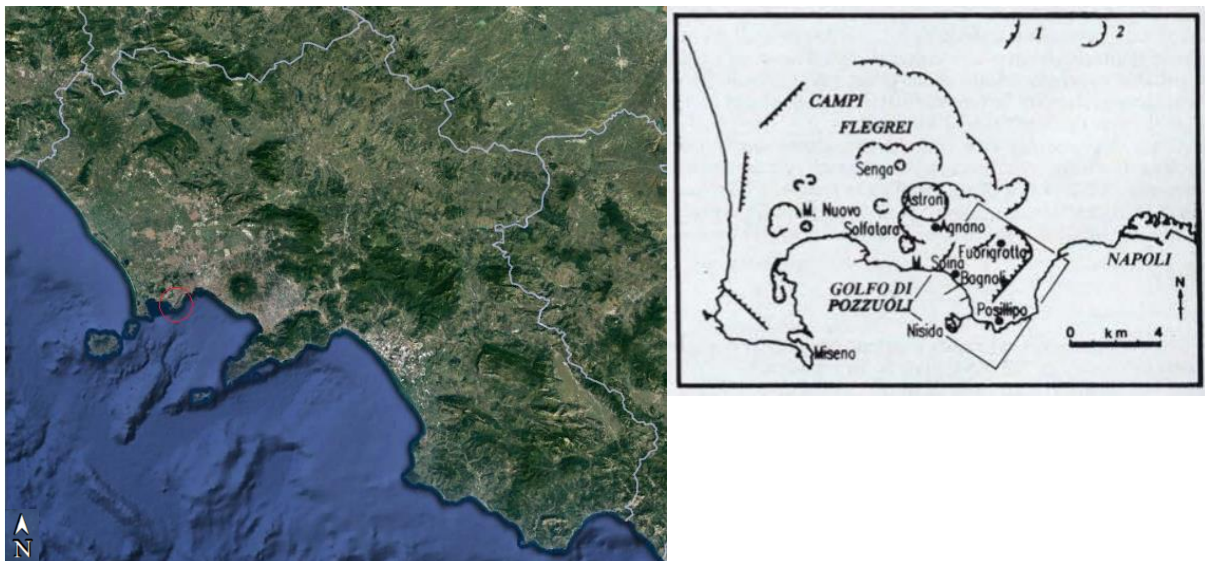 N
1
2
CAMPI
FLEGREI
Senga
Astroni
M. Nuovo
Solfatara
Agnano
Fuorigrotta
M. Spina
Bagnoli
NAPOLI
GOLFO DI
POZZUOLI
Posillipo
Nisida
N
0 km 4
Miseno